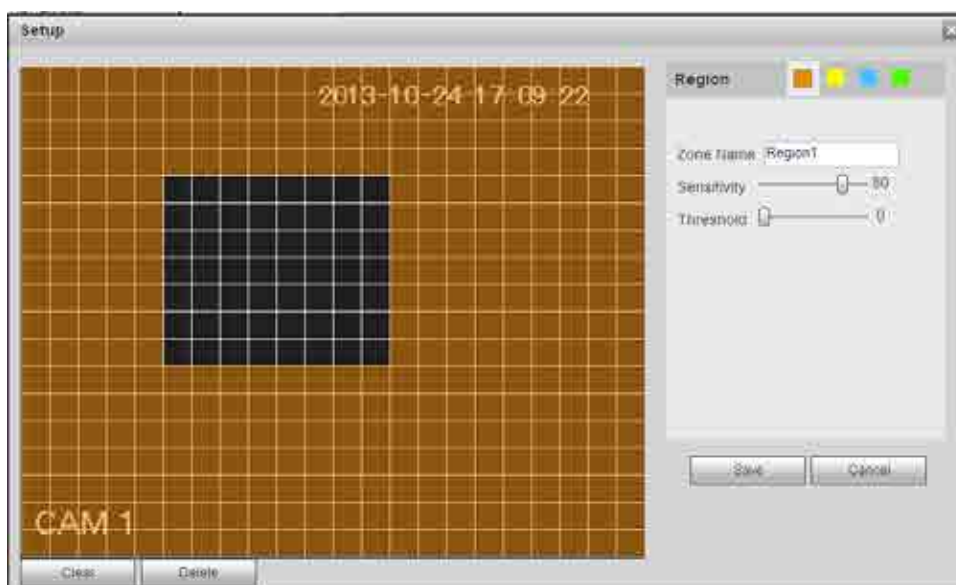 Setup
2013-10-24 17:09:22
CAM 1
Clear
Delete
Region
Zone Name Region1
Sensitivity 80
Threshold 0
Save
Cancel